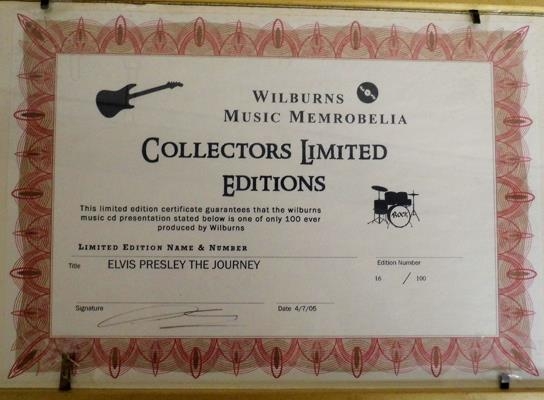 WILBURNS
MUSIC MEMROBELIA
COLLECTORS LIMITED
EDITIONS
This limited edition certificate guarantees that the wilburns
music cd presentation stated below is one of only 100 ever
produced by Wilburns
ROCK
LIMITED EDITION NAME & NUMBER
Title ELVIS PRESLEY THE JOURNEY
Edition Number
16 / 100
Signature
Date 4/7/05